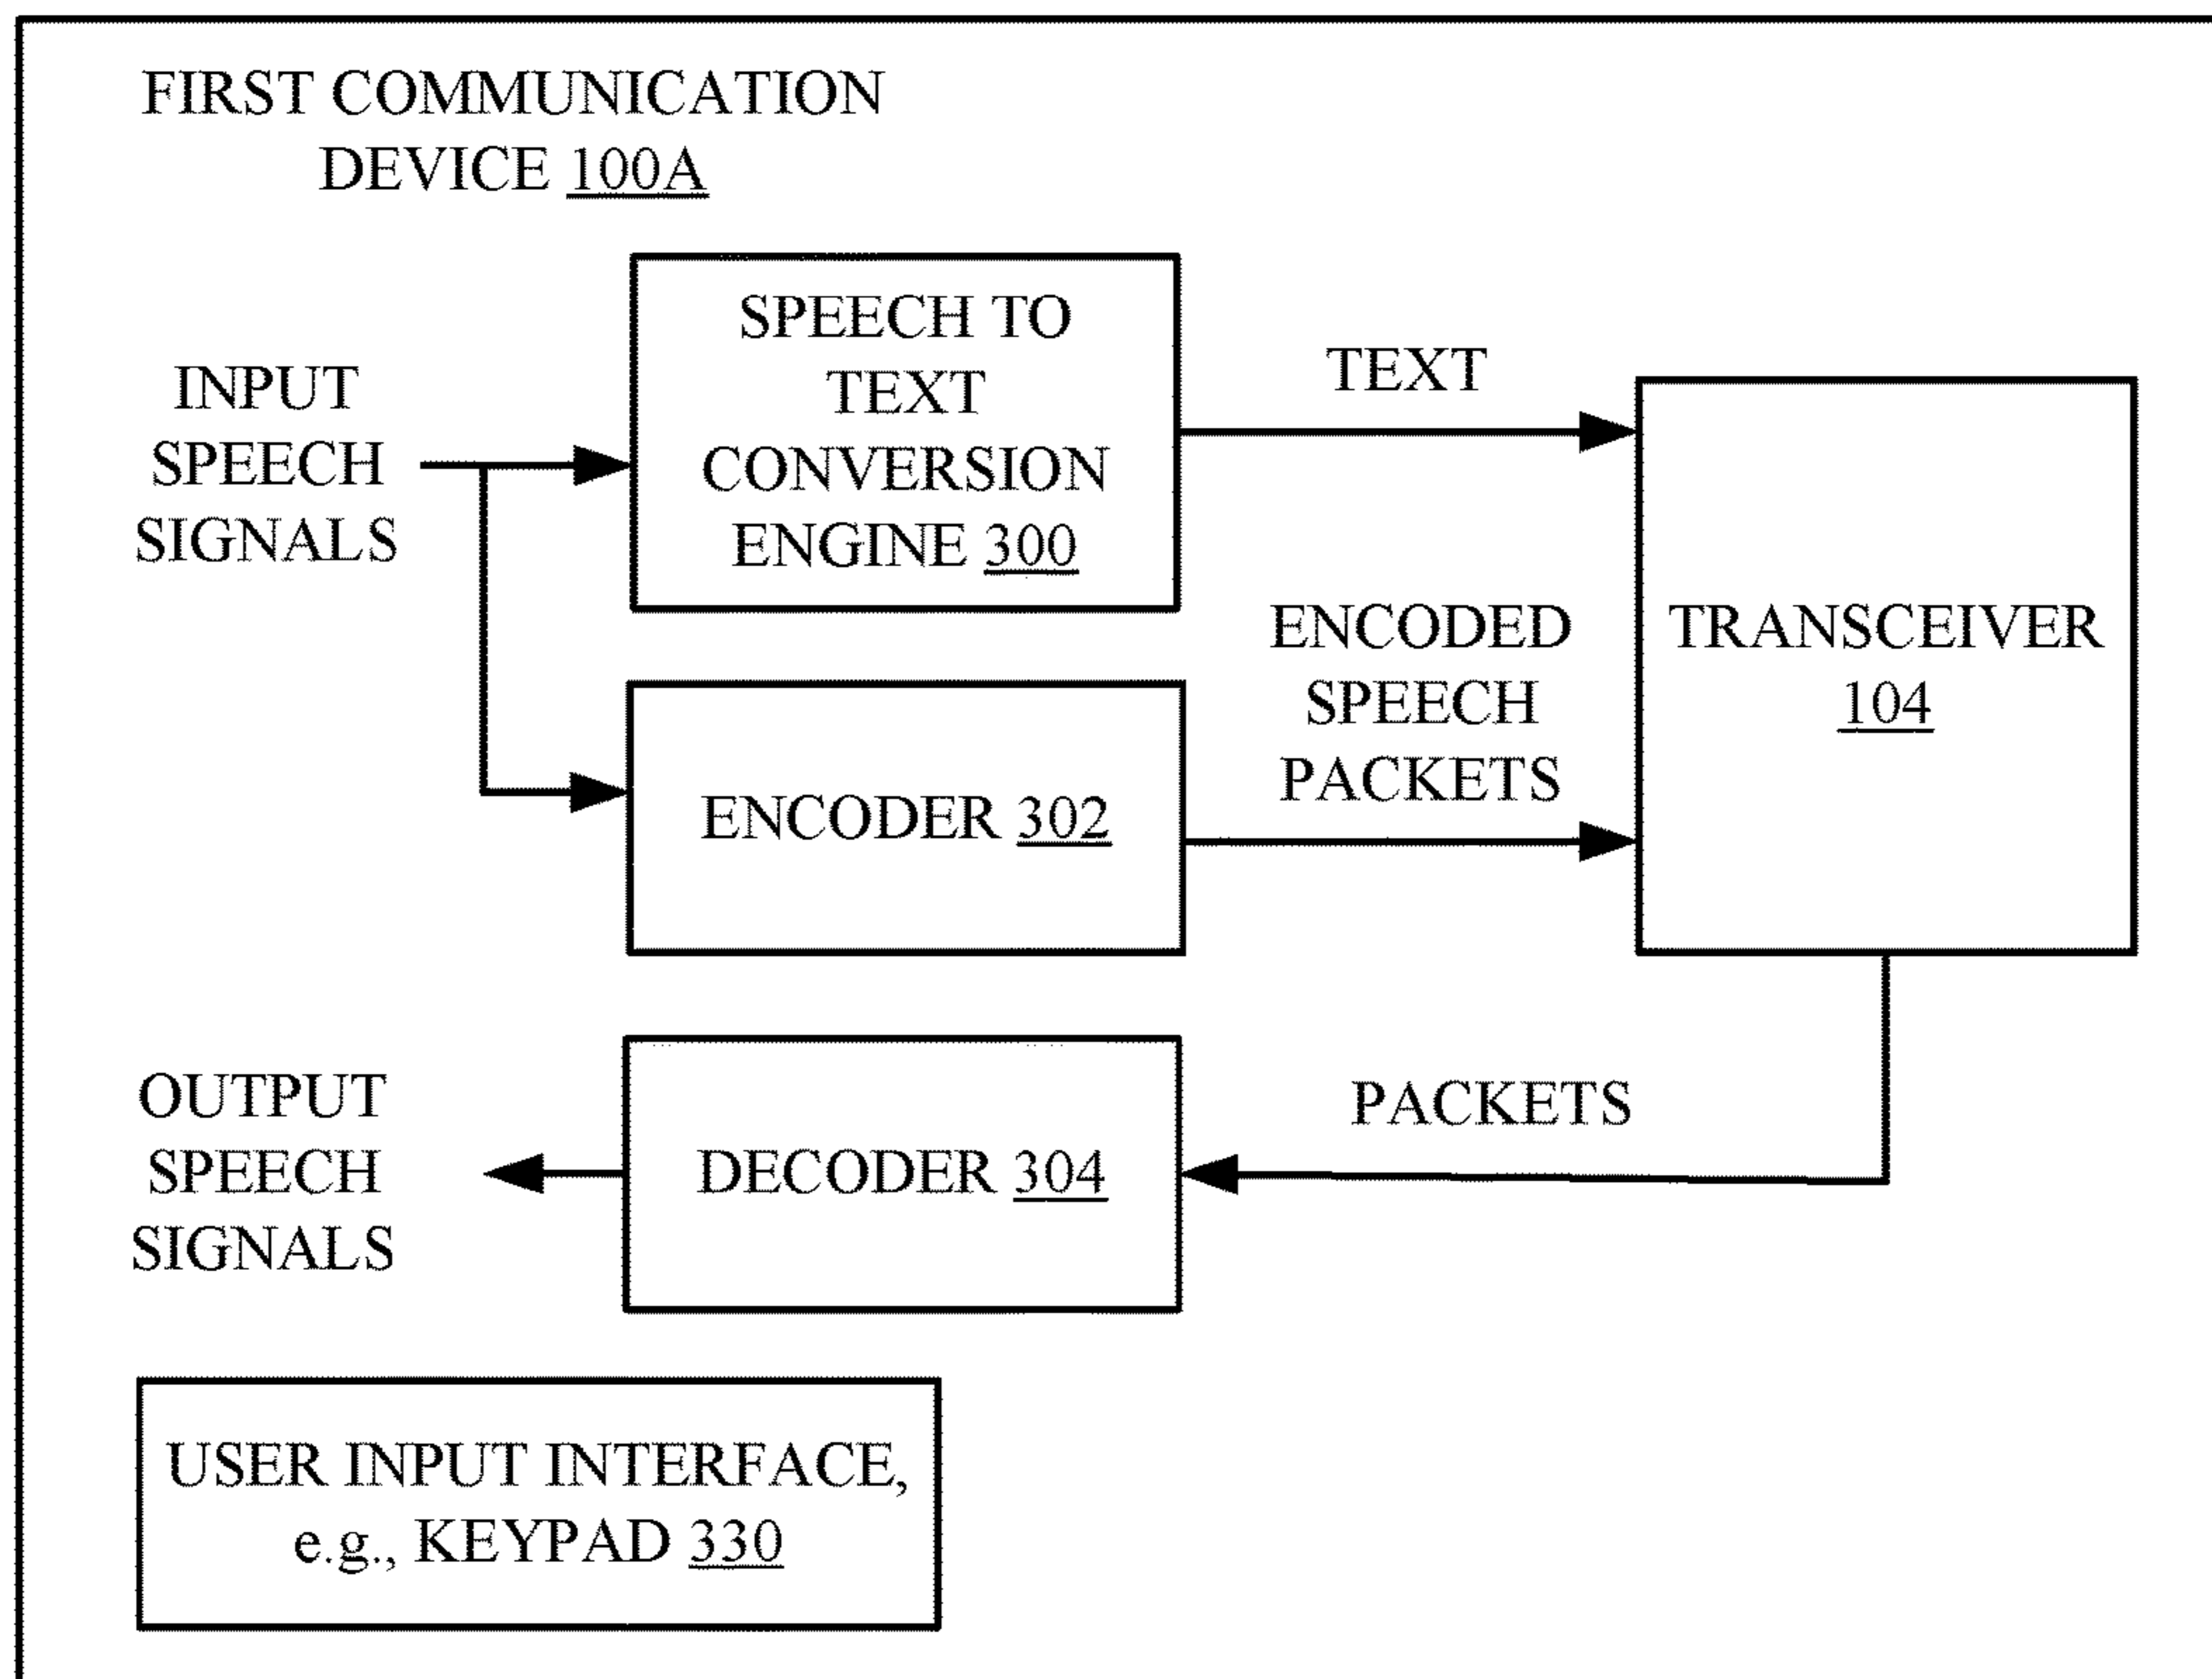 FIRST COMMUNICATION
DEVICE 100A
INPUT
SPEECH
SIGNALS
SPEECH TO
TEXT
CONVERSION
ENGINE 300
TEXT
ENCODED
SPEECH
PACKETS
TRANSCEIVER
104
ENCODER 302
OUTPUT
SPEECH
SIGNALS
DECODER 304
PACKETS
USER INPUT INTERFACE,
e.g., KEYPAD 330